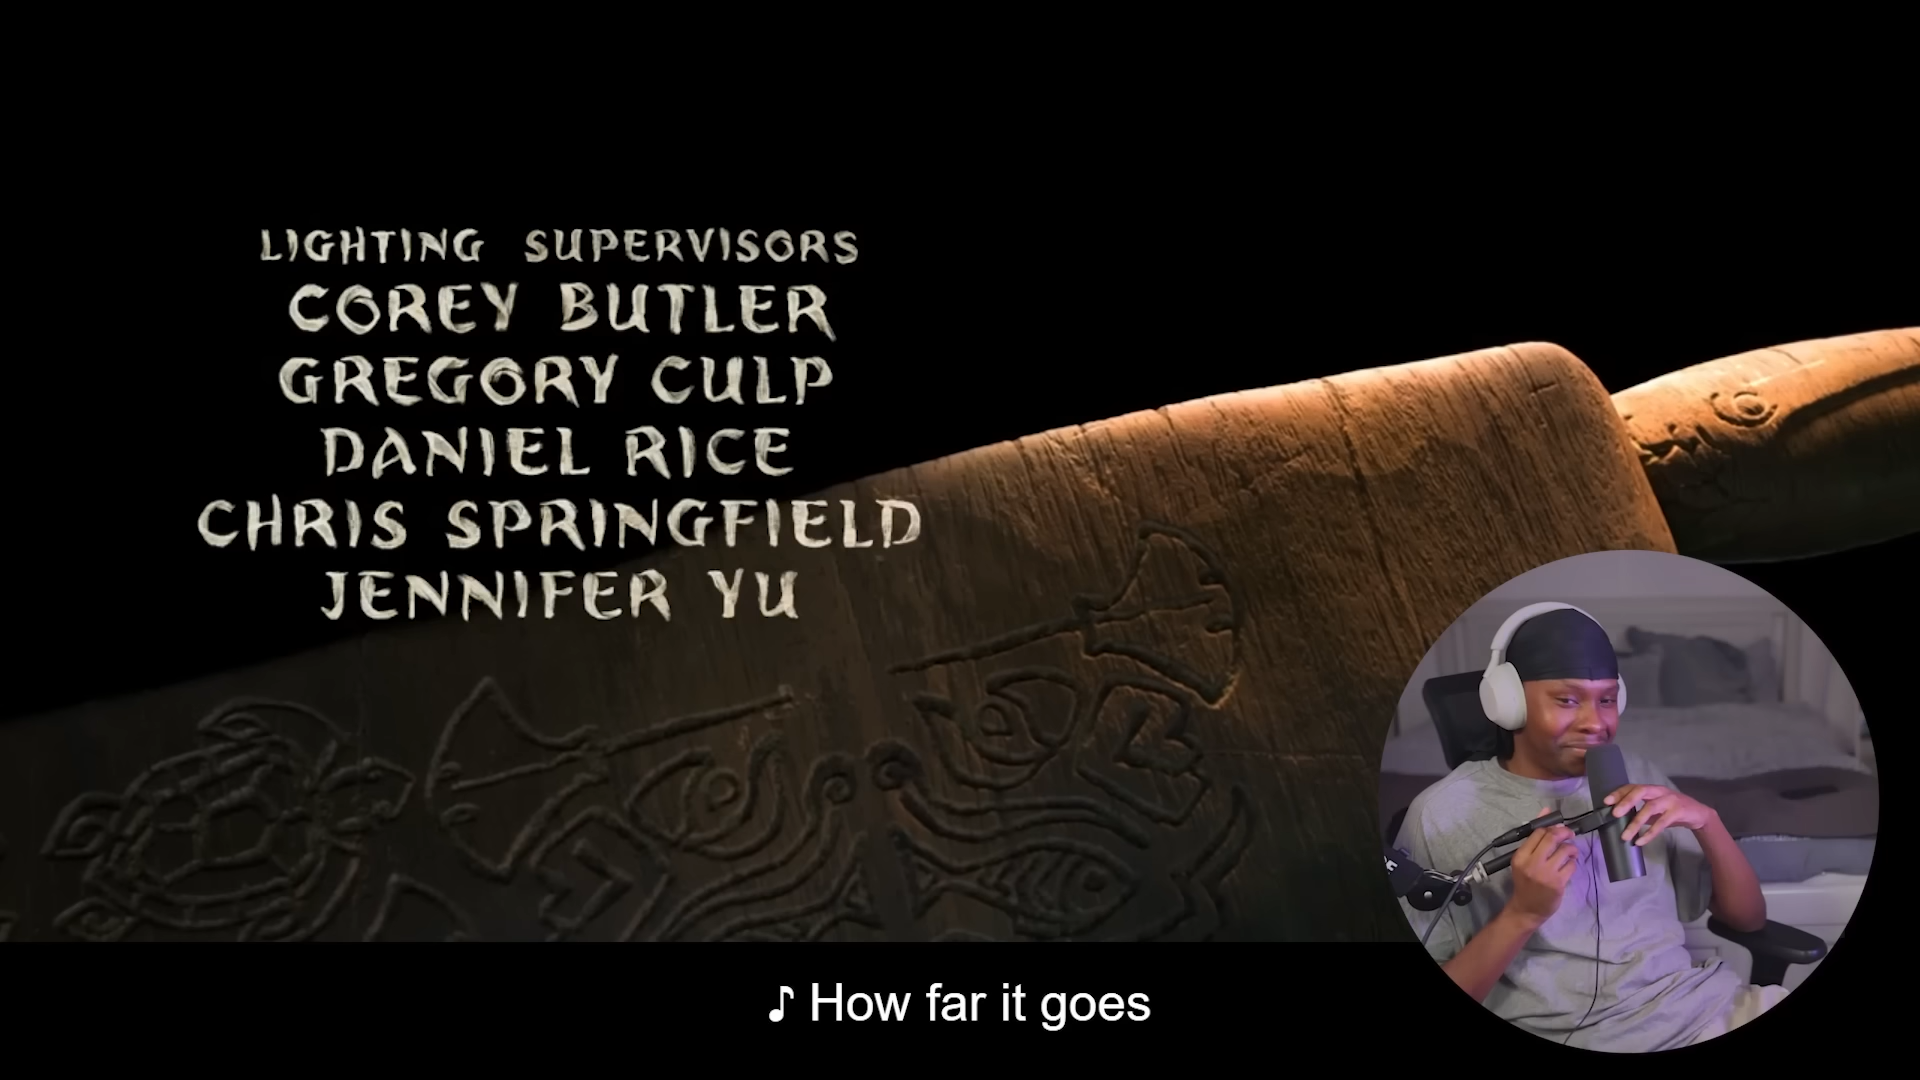 LIGHTING SUPERVISORS
COREY BUTLER
GREGORY CULP
DANIEL RICE
CHRIS SPRINGFIELD
JENNIFER YU
♪ How far it goes